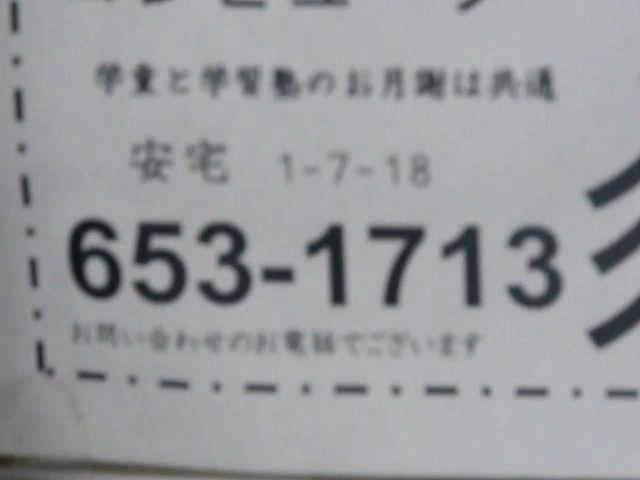 学童と学習塾のお月謝は共通
安宅 1-7-18
653-1713
お問い合わせのお電話でございます